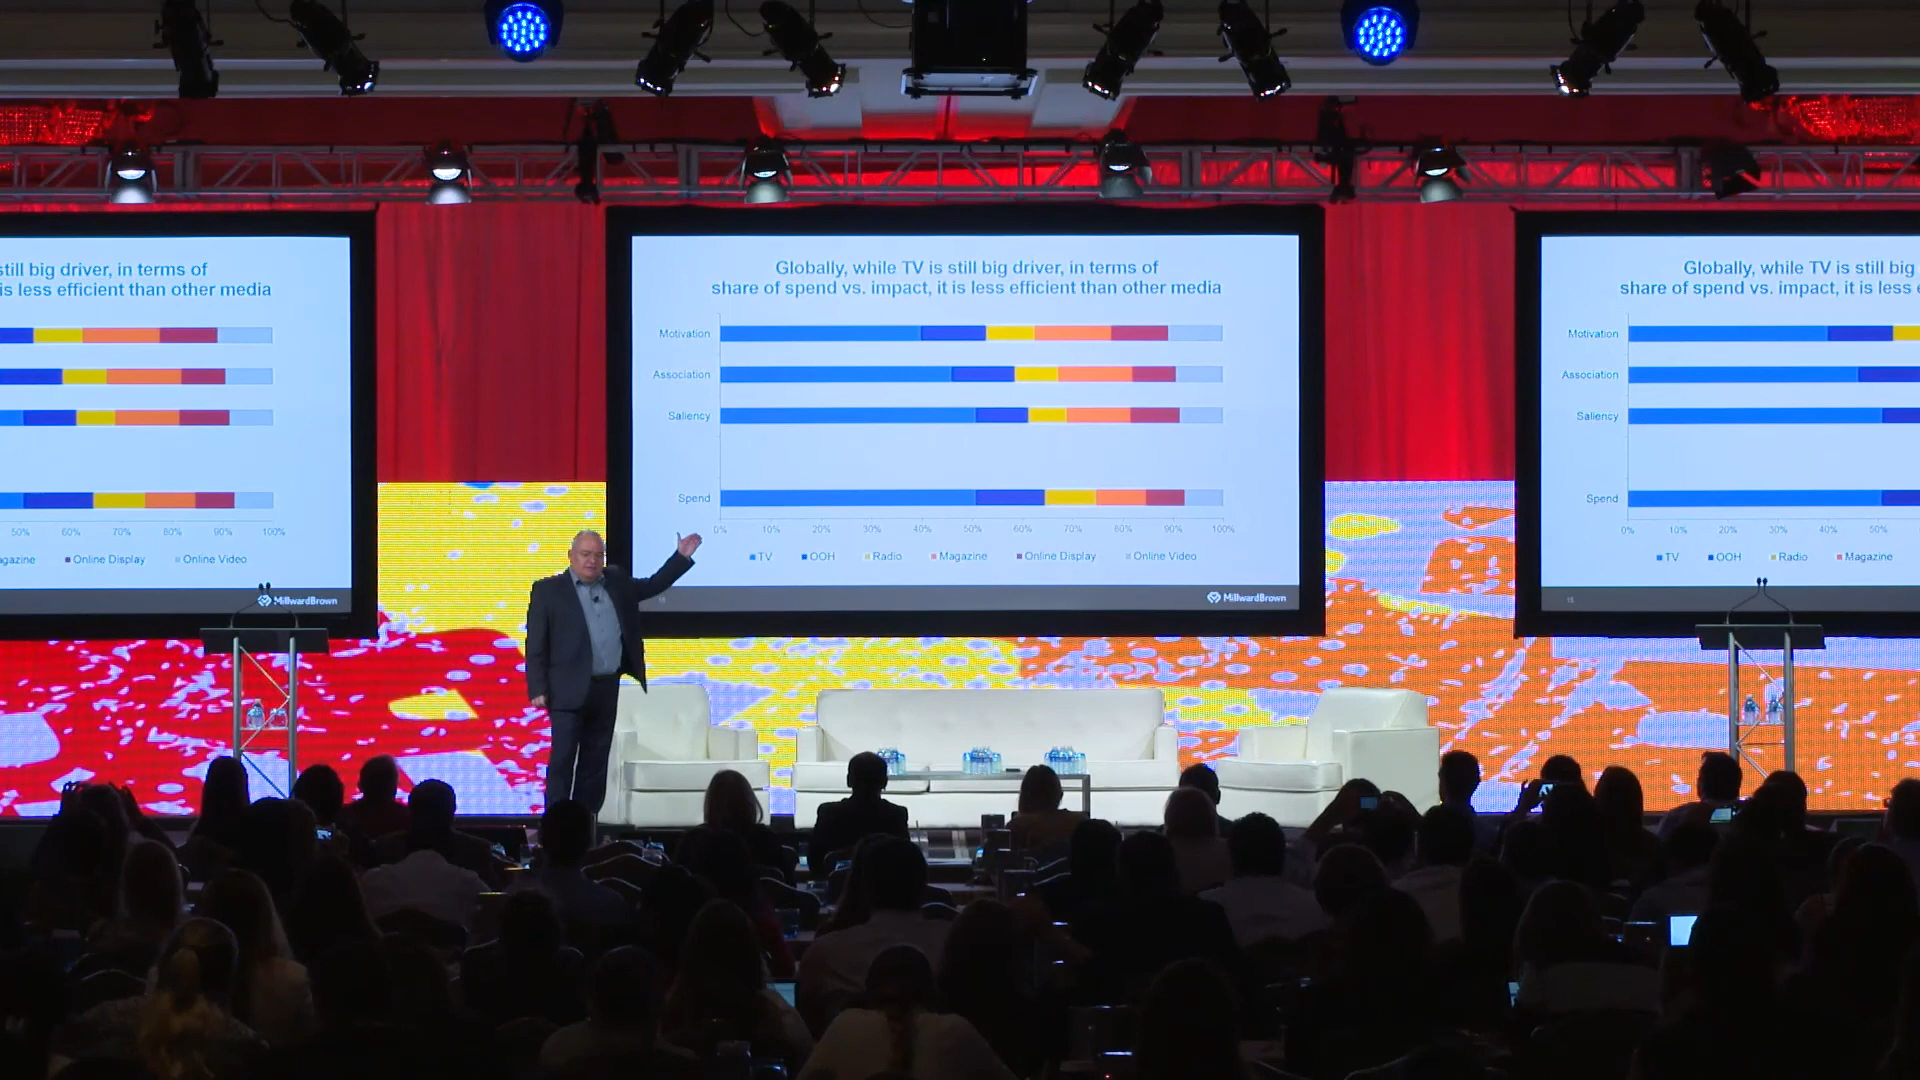 still big driver, in terms of
is less efficient than other media
50% 60% 70% 80% 90% 100%
agazine Online Display Online Video
MillwardBrown
Globally, while TV is still big driver, in terms of
share of spend vs. impact, it is less efficient than other media
Motivation
Association
Saliency
Spend
0% 10% 20% 30% 40% 50% 60% 70% 80% 90% 100%
TV OOH Radio Magazine Online Display Online Video
MillwardBrown
Globally, while TV is still big
share of spend vs. impact, it is less
Motivation
Association
Saliency
Spend
0% 10% 20% 30% 40% 50%
TV OOH Radio Magazine
15